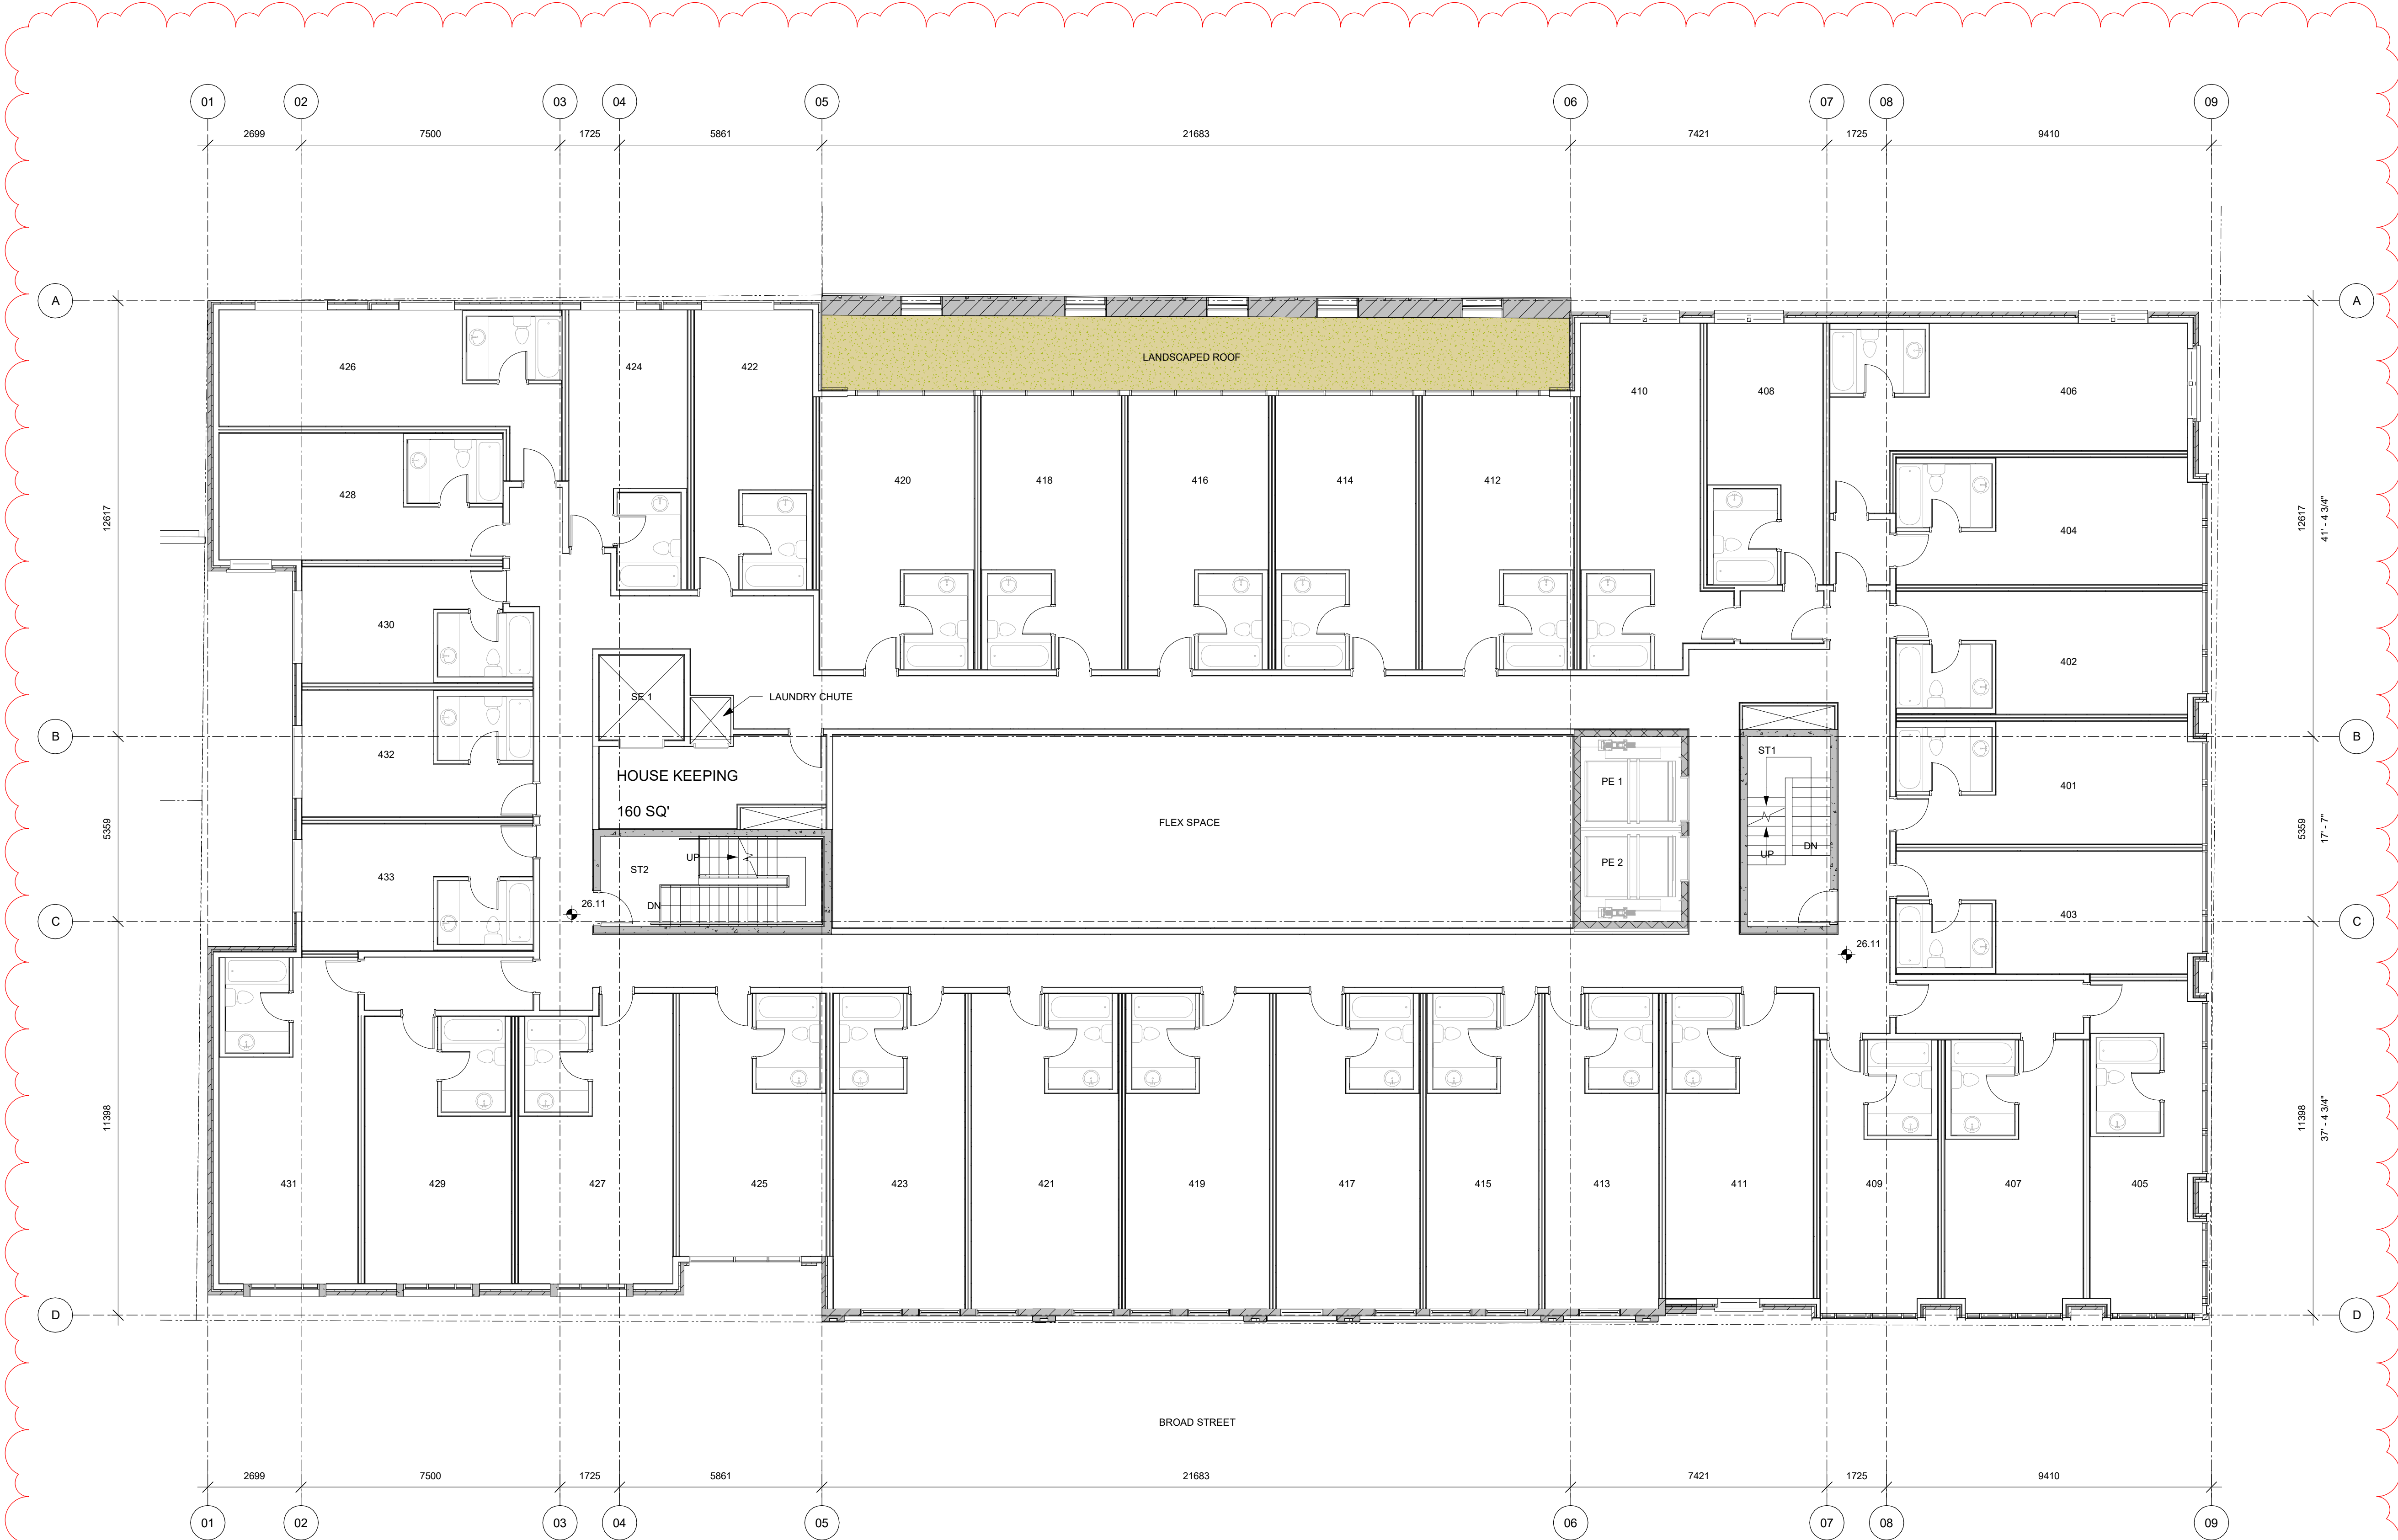 01 02 03 04 05 06 07 08 09
2699 7500 1725 5861 21683 7421 1725 9410
A A
LANDSCAPED ROOF
426 424 422 410 408 406
420 418 416 414 412
428 404
12617 12617 41' - 4 3/4"
430 402
SE 1 LAUNDRY CHUTE
B B
432 ST1
HOUSE KEEPING PE 1 401
160 SQ'
5359 FLEX SPACE 5359 17' - 7"
UP PE 2 UP DN
433 ST2
26.11 DN 403
C C
26.11
11398 11398 37' - 4 3/4"
431 429 427 425 423 421 419 417 415 413 411 409 407 405
D D
BROAD STREET
2699 7500 1725 5861 21683 7421 1725 9410
01 02 03 04 05 06 07 08 09